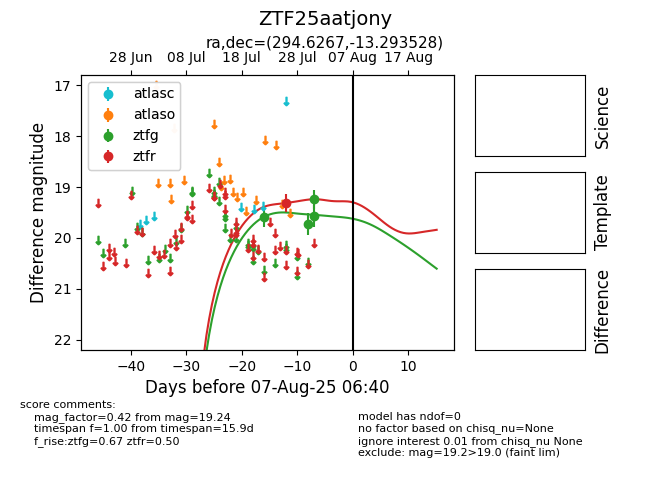 ZTF25aatjony
ra,dec=(294.6267,-13.293528)
28 Jun 08 Jul 18 Jul 28 Jul 07 Aug 17 Aug
17
18
19
20
21
22
Difference magnitude
atlasc
atlaso
ztfg
ztfr
−40 −30 −20 −10 0 10
Days before 07-Aug-25 06:40
Science
Template
Difference
score comments:
mag_factor=0.42 from mag=19.24
timespan f=1.00 from timespan=15.9d
f_rise:ztfg=0.67 ztfr=0.50
model has ndof=0
no factor based on chisq_nu=None
ignore interest 0.01 from chisq_nu None
exclude: mag=19.2>19.0 (faint lim)